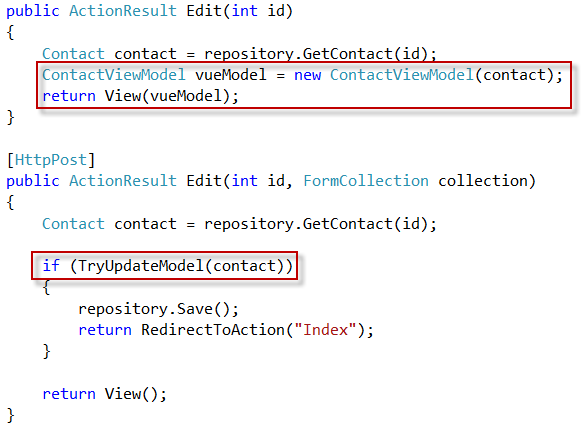 public ActionResult Edit(int id)
{
    Contact contact = repository.GetContact(id);
    ContactViewModel vueModel = new ContactViewModel(contact);
    return View(vueModel);
}

[HttpPost]
public ActionResult Edit(int id, FormCollection collection)
{
    Contact contact = repository.GetContact(id);

    if (TryUpdateModel(contact))
    {
        repository.Save();
        return RedirectToAction("Index");
    }

    return View();
}